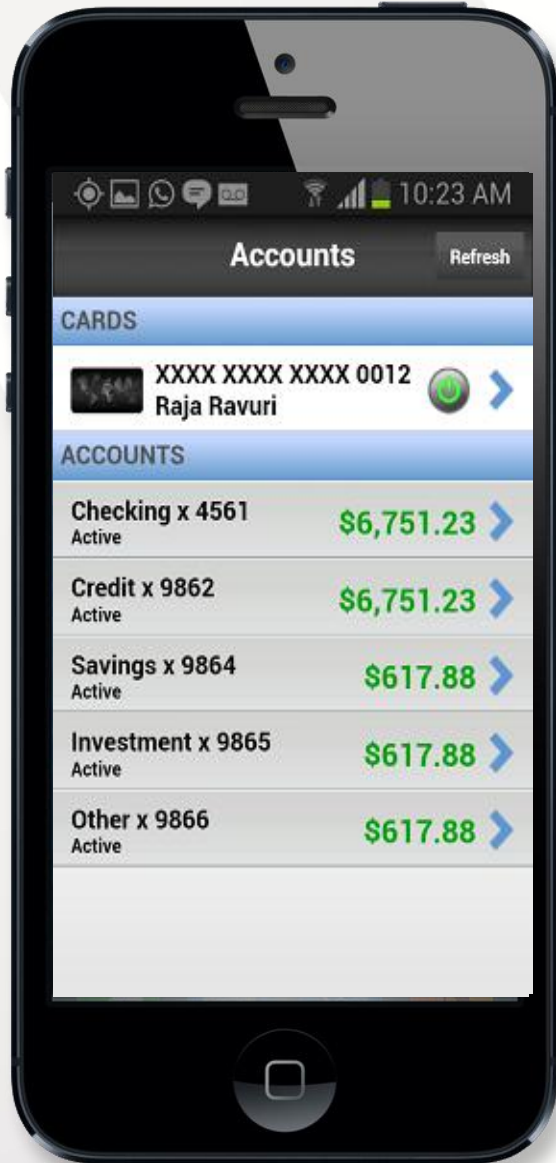 10:23 AM
Accounts
Refresh
CARDS
XXXX XXXX XXXX 0012
Raja Ravuri
ACCOUNTS
Checking x 4561
$6,751.23
Active
Credit x 9862
$6,751.23
Active
Savings x 9864
$617.88
Active
Investment x 9865
$617.88
Active
Other x 9866
$617.88
Active